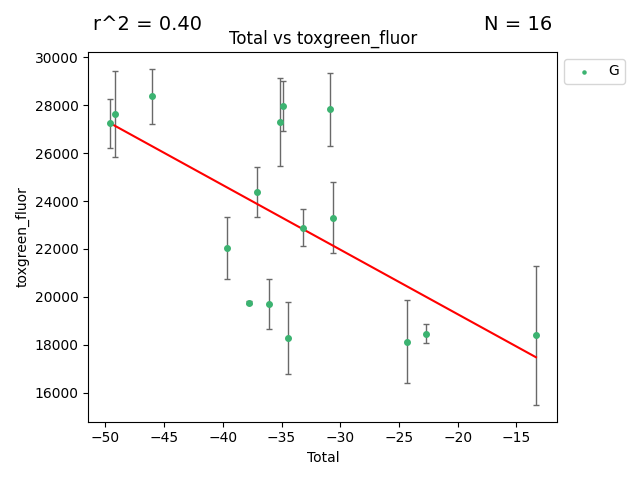 r^2 = 0.40
N = 16
Total vs toxgreen_fluor
G
30000
28000
26000
24000
22000
20000
18000
16000
toxgreen_fluor
−50
−45
−40
−35
−30
−25
−20
−15
Total